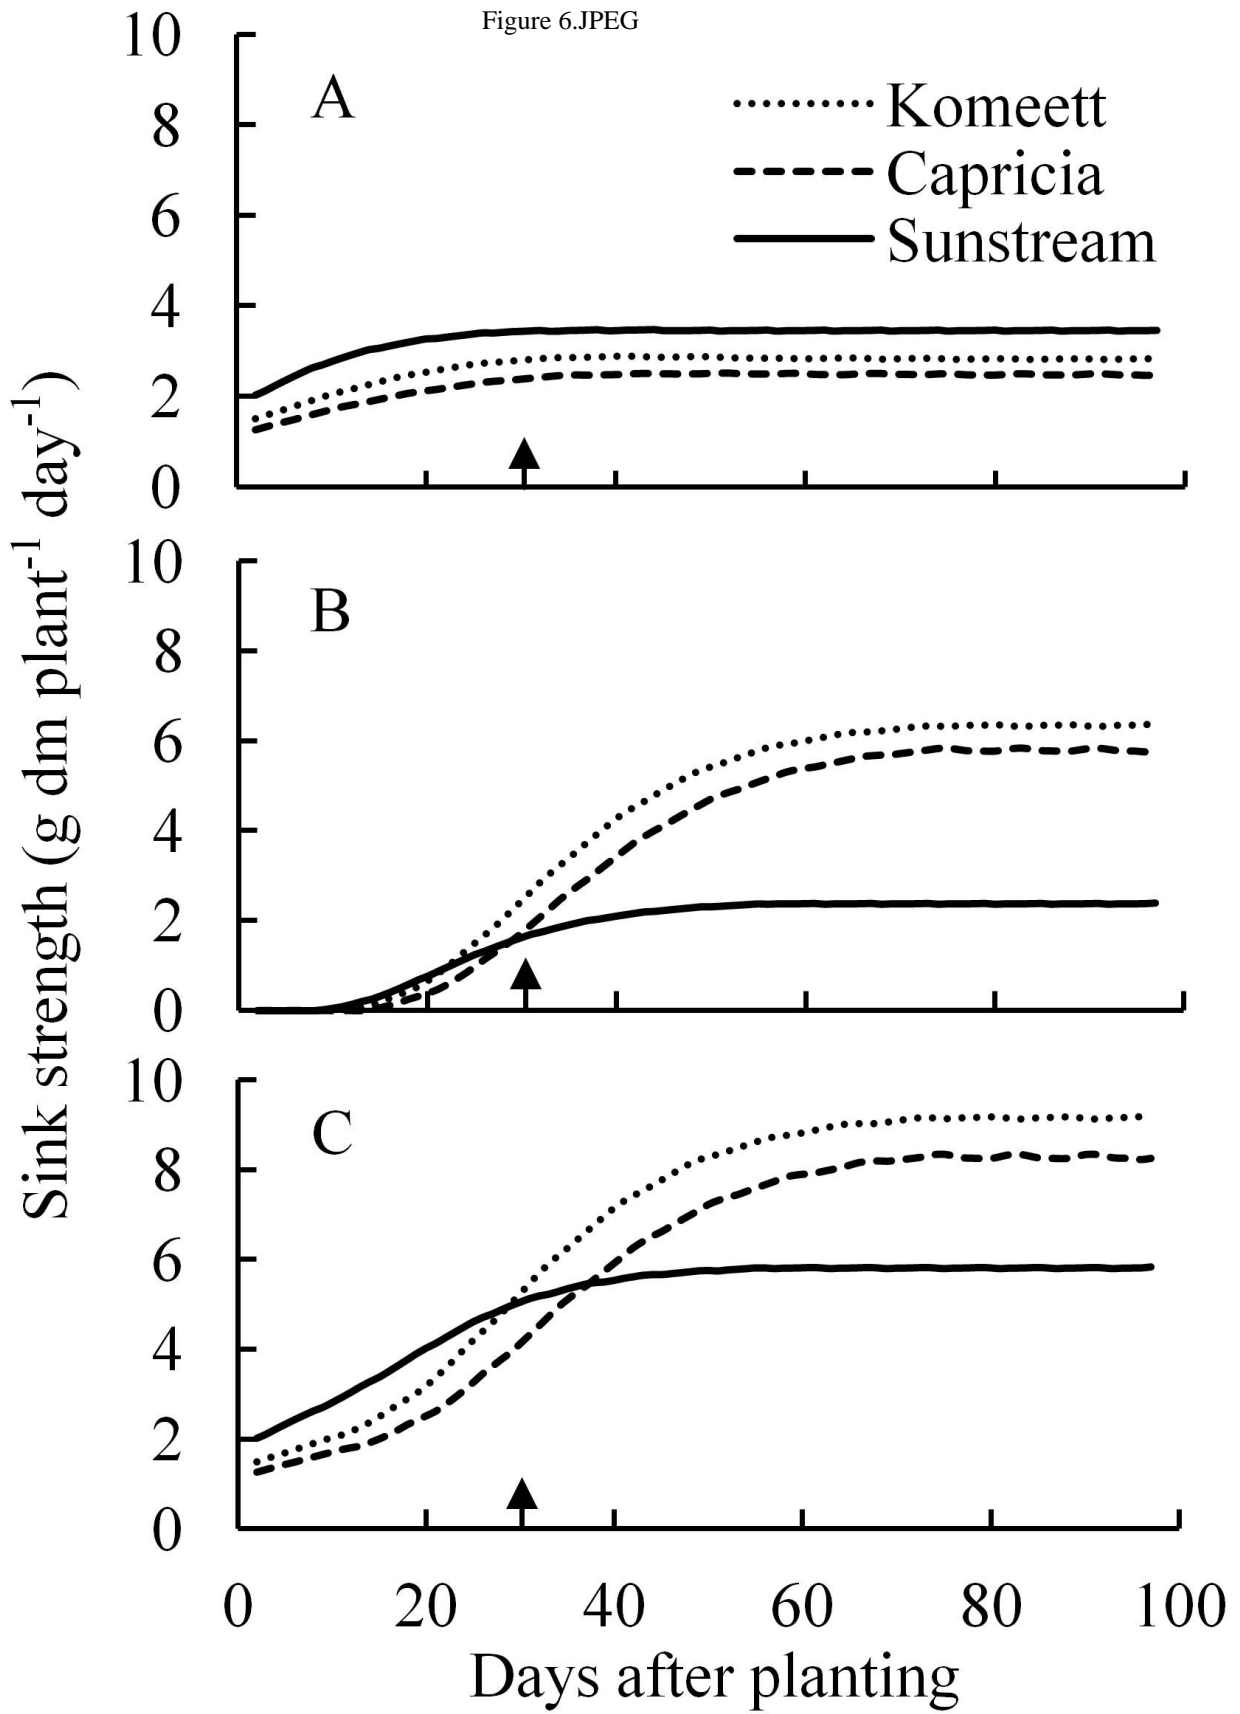 Figure 6.JPEG
10
8
6
4
2
0
A
Komeett
Capricia
Sunstream
10
8
6
4
2
0
B
10
8
6
4
2
0
C
Sink strength (g dm plant⁻¹ day⁻¹)
0 20 40 60 80 100
Days after planting